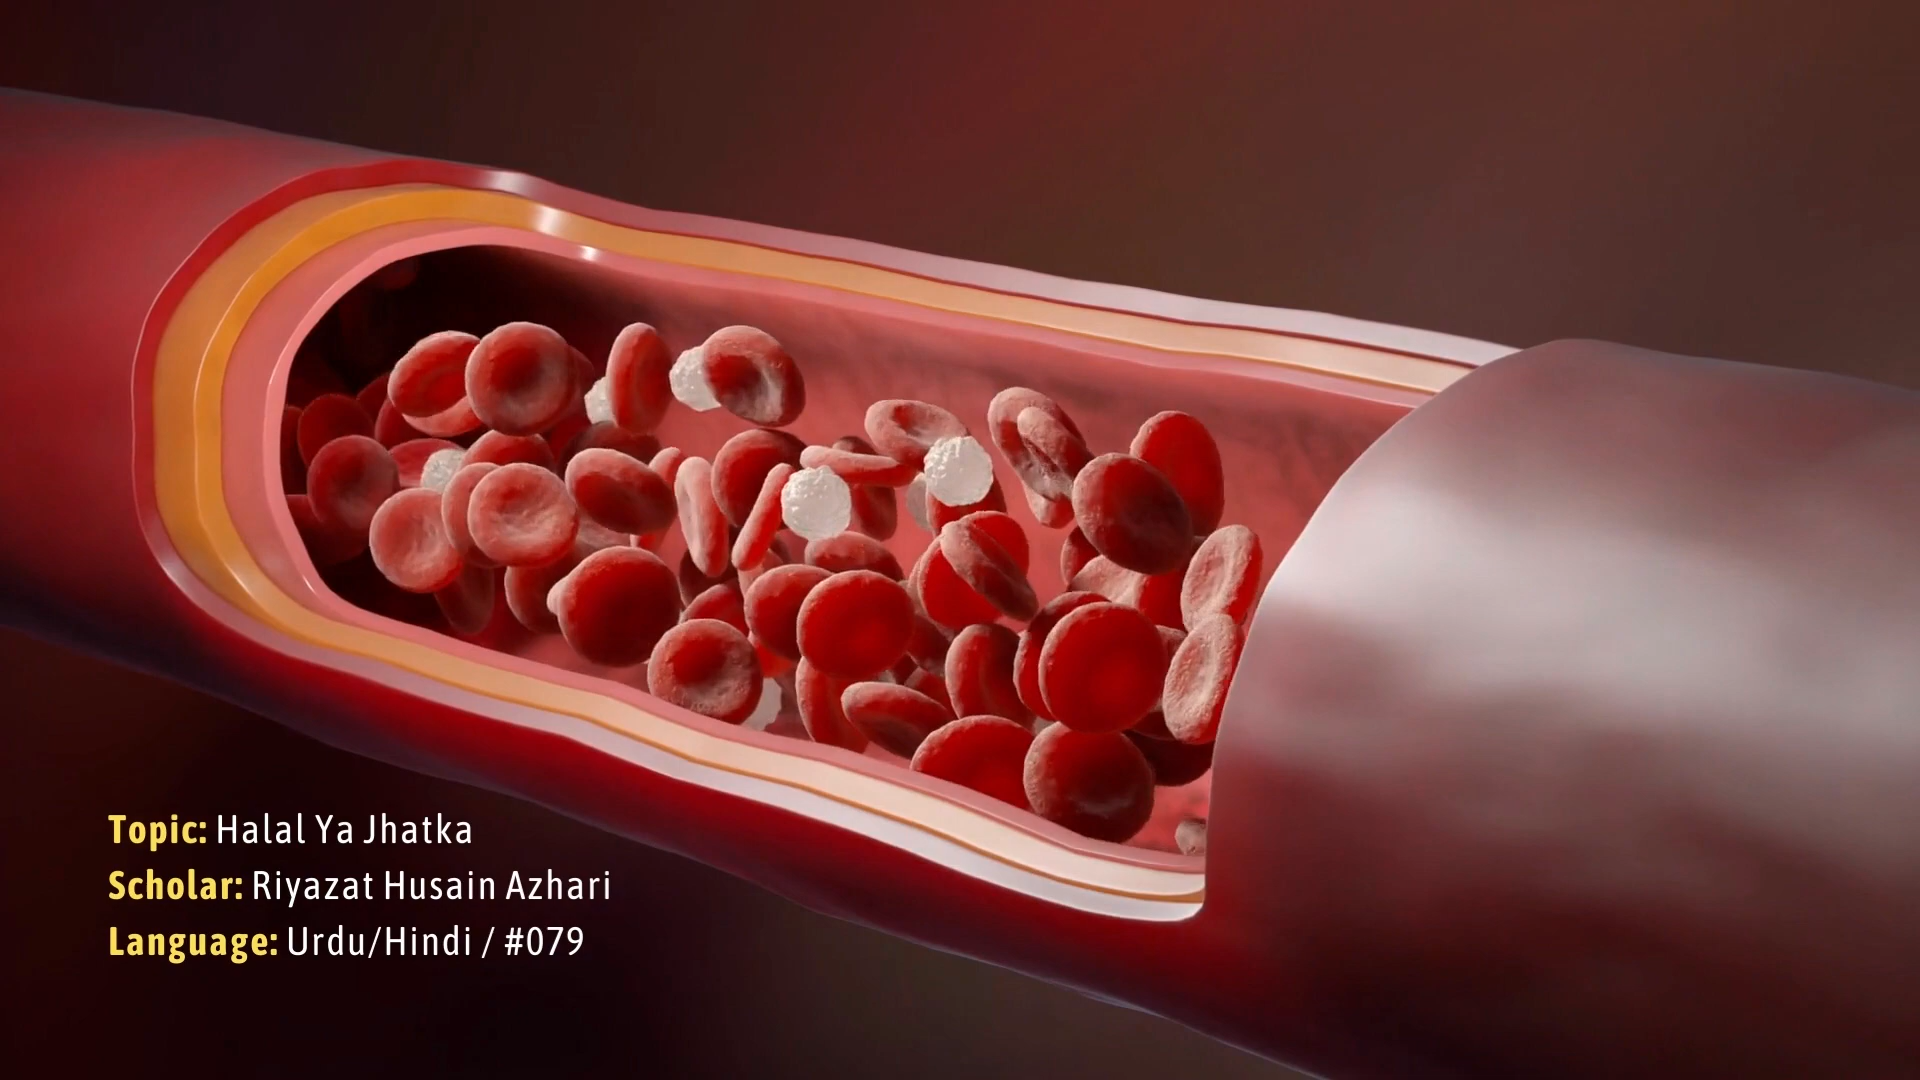 Topic: Halal Ya Jhatka
Scholar: Riyazat Husain Azhari
Language: Urdu/Hindi / #079